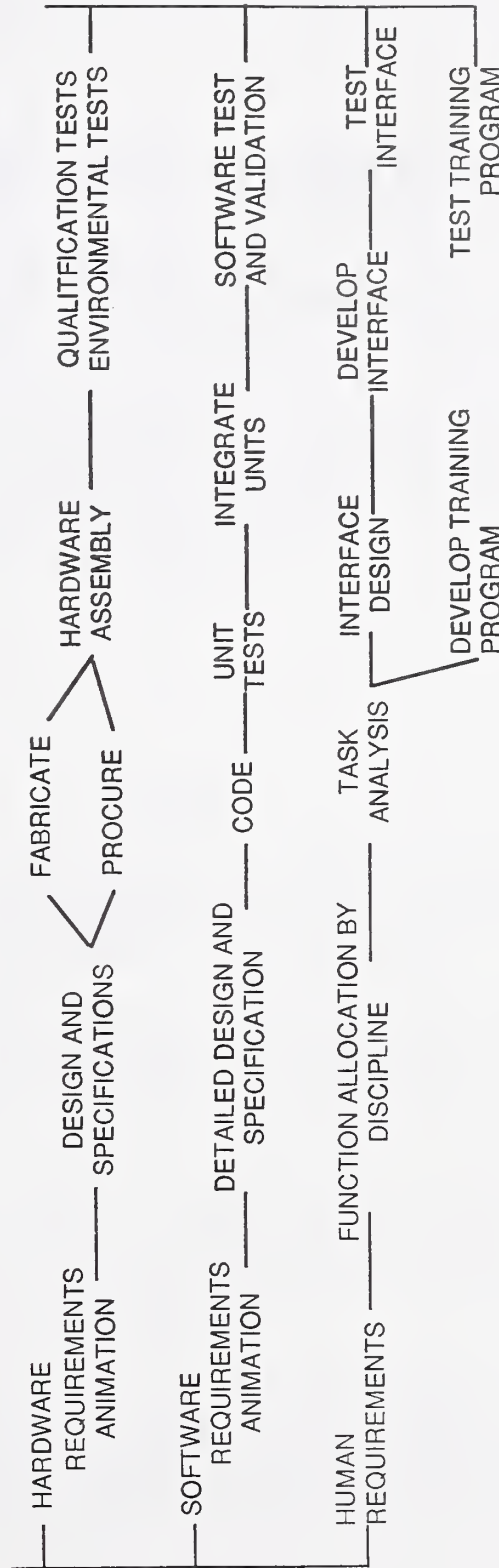 HARDWARE
REQUIREMENTS
ANIMATION
DESIGN AND
SPECIFICATIONS
FABRICATE
PROCURE
HARDWARE
ASSEMBLY
QUALITFICATION TESTS
ENVIRONMENTAL TESTS
SOFTWARE
REQUIREMENTS
ANIMATION
DETAILED DESIGN AND
SPECIFICATION
CODE
UNIT
TESTS
INTEGRATE
UNITS
SOFTWARE TEST
AND VALIDATION
HUMAN
REQUIREMENTS
FUNCTION ALLOCATION BY
DISCIPLINE
TASK
ANALYSIS
INTERFACE
DESIGN
DEVELOP
INTERFACE
TEST
INTERFACE
DEVELOP TRAINING
PROGRAM
TEST TRAINING
PROGRAM